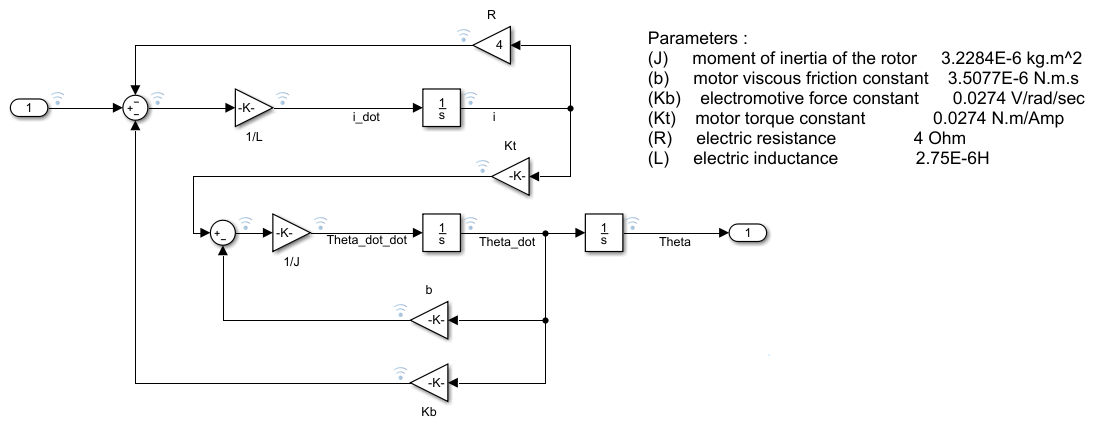 R
4
Parameters :
(J) moment of inertia of the rotor 3.2284E-6 kg.m^2
(b) motor viscous friction constant 3.5077E-6 N.m.s
(Kb) electromotive force constant 0.0274 V/rad/sec
(Kt) motor torque constant 0.0274 N.m/Amp
(R) electric resistance 4 Ohm
(L) electric inductance 2.75E-6H
1
+ - -
-K-
1/L
i_dot
1
s
i
Kt
-K-
+ -
-K-
1/J
Theta_dot_dot
1
s
Theta_dot
1
s
Theta
1
b
-K-
-K-
Kb